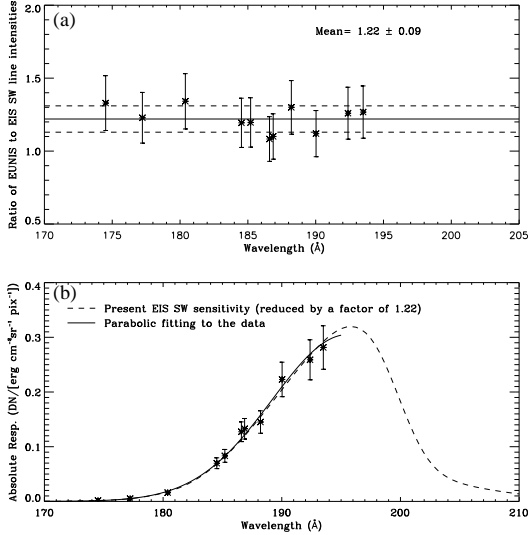 2.0
(a)
Mean= 1.22 ± 0.09
1.5
1.0
0.5
Ratio of EUNIS to EIS SW line intensities
170 175 180 185 190 195 200 205
Wavelength (Å)
0.4
(b)
Present EIS SW sensitivity (reduced by a factor of 1.22)
Parabolic fitting to the data
0.3
0.2
0.1
0.0
Absolute Resp. (DN/[erg cm⁻²sr⁻¹ pix⁻¹])
170 180 190 200 210
Wavelength (Å)